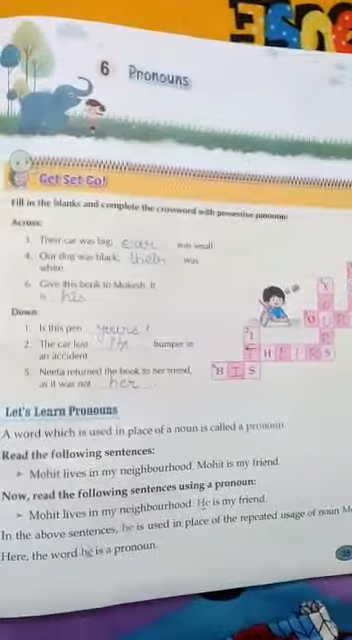 6 Pronouns
Get Set Go!
Fill in the blanks and complete the crossword with possessive pronouns:
Across:
3. Their car was big; our was small
4. Our dog was black; their was
white.
6. Give this book to Mukesh. It
is his
Down:
1. Is this pen yours ?
2. The car lost its bumper in
an accident
5. Neeta returned the book to her friend,
as it was not her.
Y
O
O U R
R
I
T H E I R S
H I S
Let's Learn Pronouns
A word which is used in place of a noun is called a pronoun
Read the following sentences:
➤ Mohit lives in my neighbourhood. Mohit is my friend.
Now, read the following sentences using a pronoun:
➤ Mohit lives in my neighbourhood. He is my friend.
In the above sentences, he is used in place of the repeated usage of noun
Here, the word he is a pronoun.